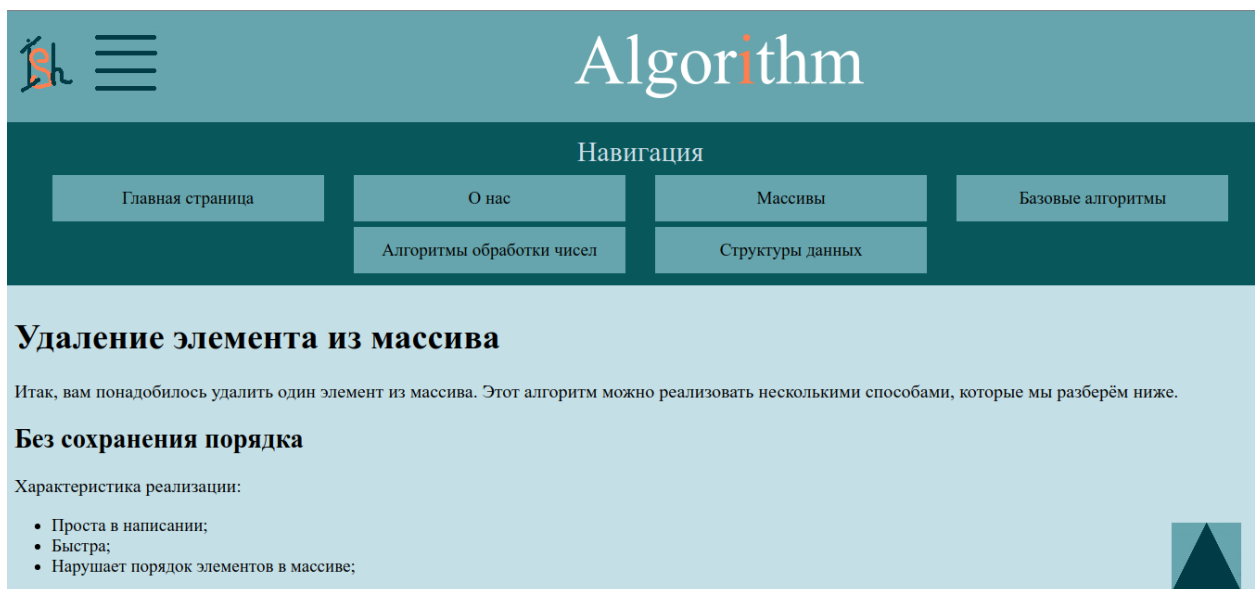 Algorithm
Навигация
Главная страница
О нас
Массивы
Базовые алгоритмы
Алгоритмы обработки чисел
Структуры данных
Удаление элемента из массива
Итак, вам понадобилось удалить один элемент из массива. Этот алгоритм можно реализовать несколькими способами, которые мы разберём ниже.
Без сохранения порядка
Характеристика реализации:
Проста в написании;
Быстра;
Нарушает порядок элементов в массиве;